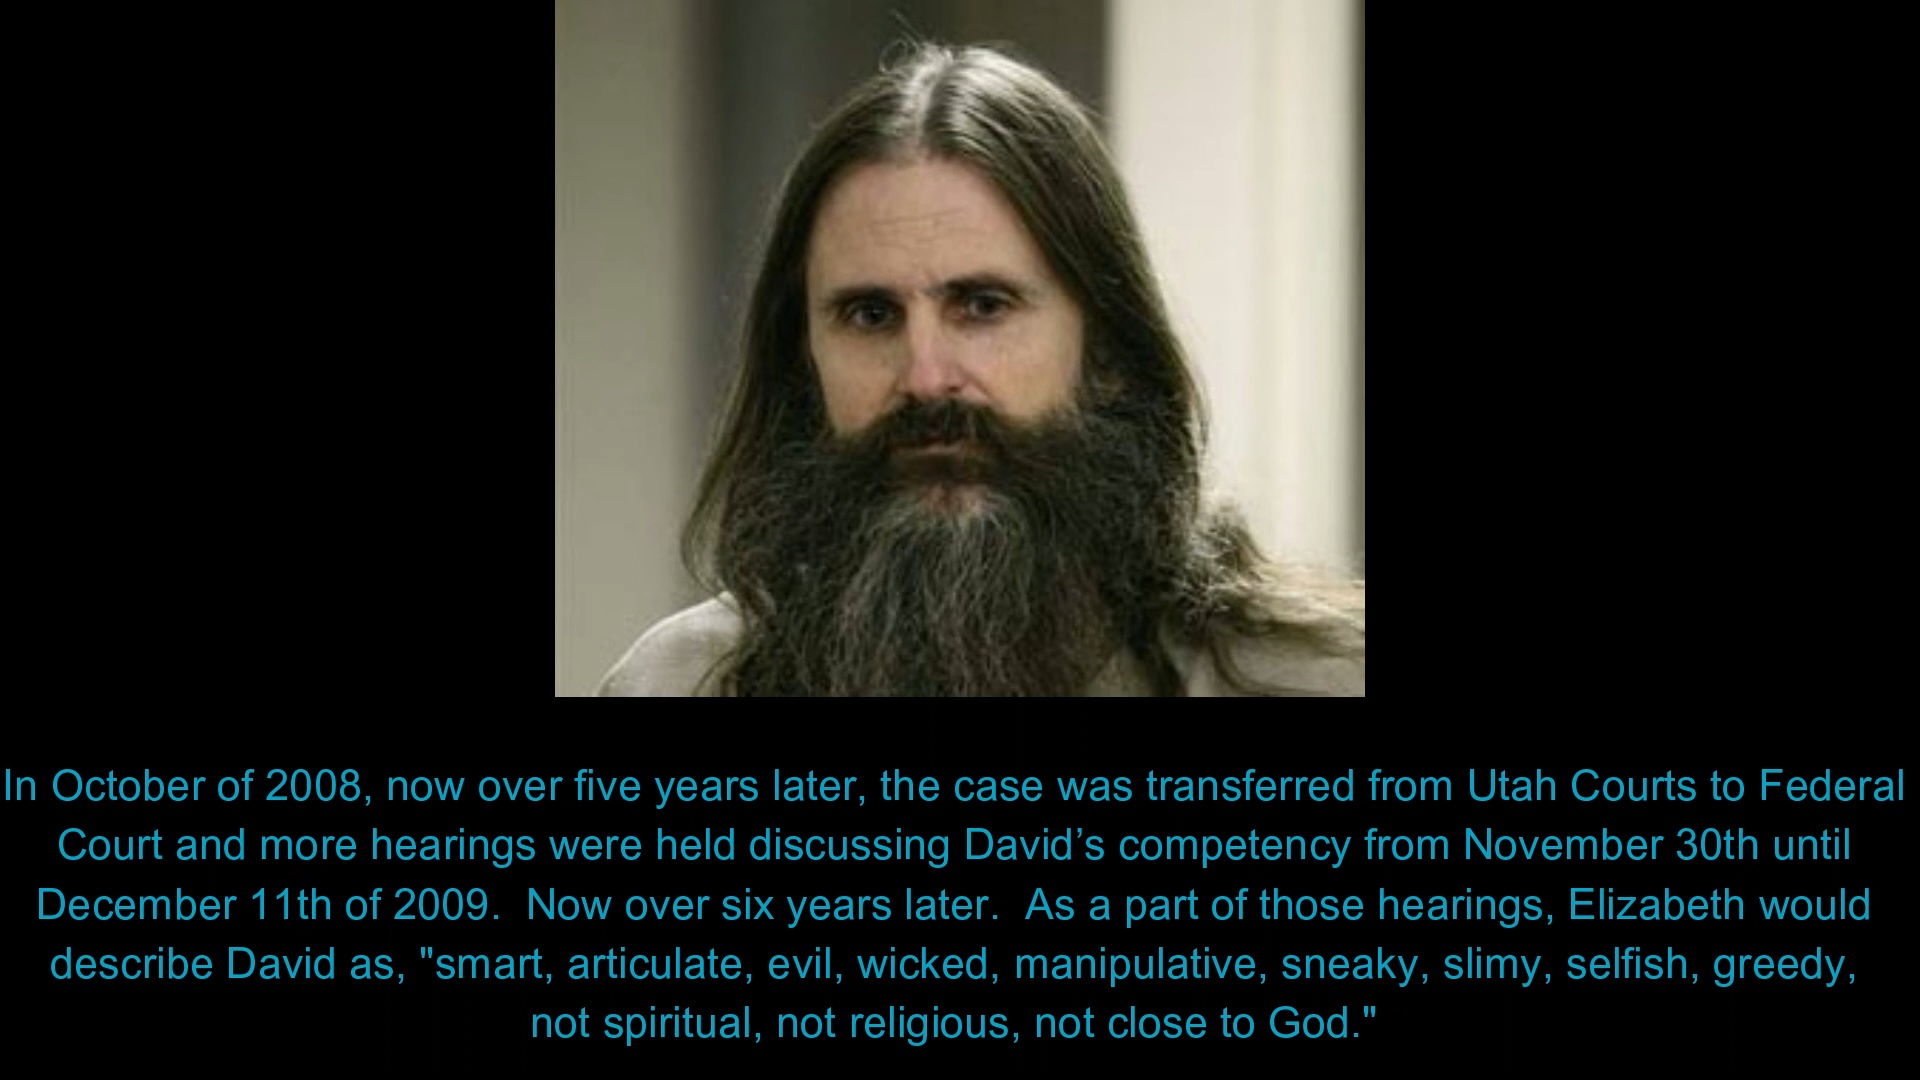 In October of 2008, now over five years later, the case was transferred from Utah Courts to Federal
Court and more hearings were held discussing David’s competency from November 30th until
December 11th of 2009.  Now over six years later.  As a part of those hearings, Elizabeth would
describe David as, "smart, articulate, evil, wicked, manipulative, sneaky, slimy, selfish, greedy,
not spiritual, not religious, not close to God."